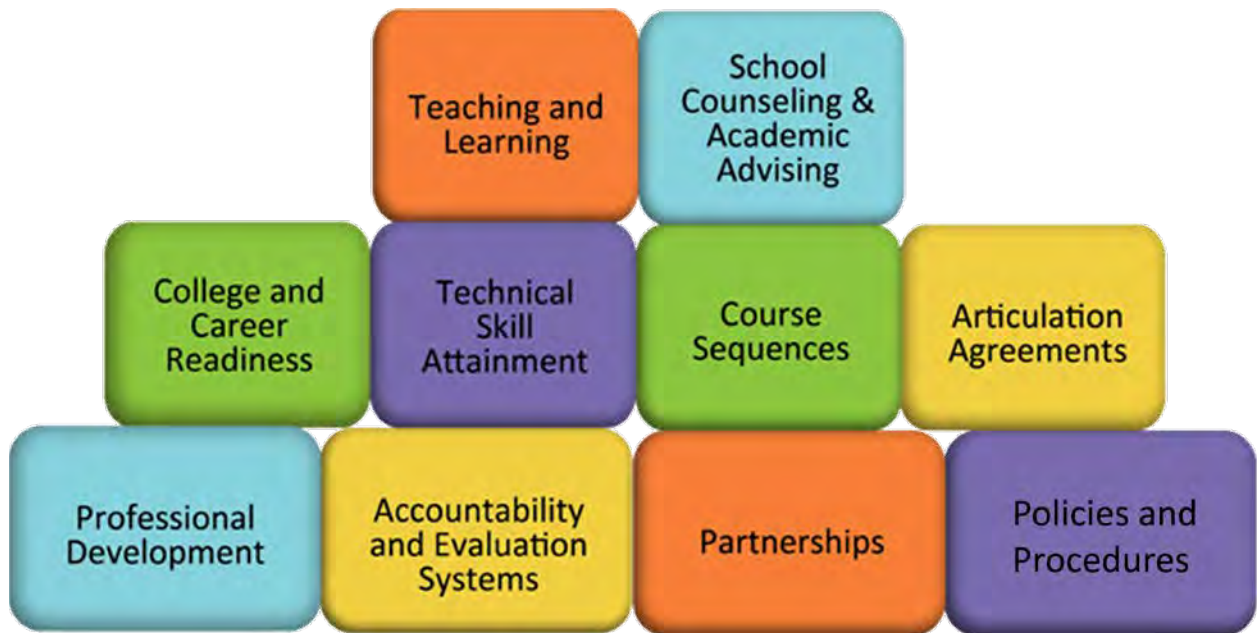 Teaching and
Learning
School
Counseling &
Academic
Advising
College and
Career
Readiness
Technical
Skill
Attainment
Course
Sequences
Articulation
Agreements
Professional
Development
Accountability
and Evaluation
Systems
Partnerships
Policies and
Procedures